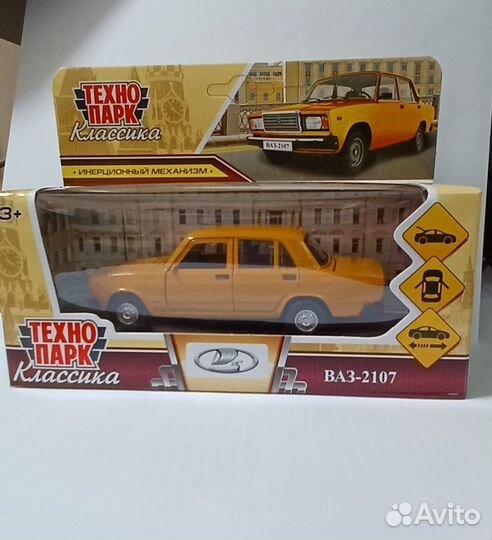 ТЕХНО
ПАРК
Классика
• ИНЕРЦИОННЫЙ МЕХАНИЗМ •
ВАЗ-2107
3+
ТЕХНО
ПАРК
Классика
ВАЗ-2107
Avito